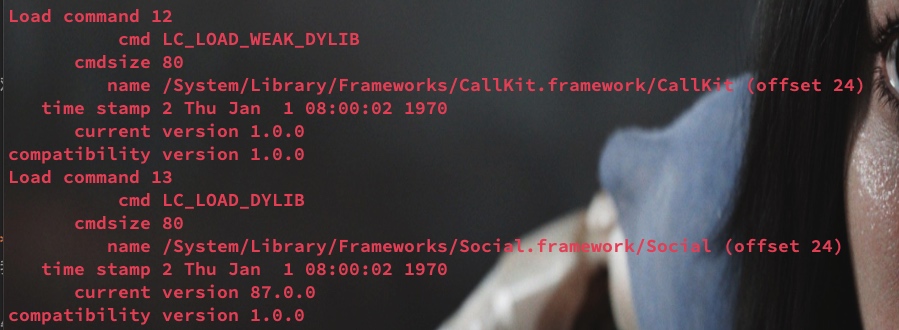 Load command 12
cmd LC_LOAD_WEAK_DYLIB
cmdsize 80
name /System/Library/Frameworks/CallKit.framework/CallKit (offset 24)
time stamp 2 Thu Jan  1 08:00:02 1970
current version 1.0.0
compatibility version 1.0.0
Load command 13
cmd LC_LOAD_DYLIB
cmdsize 80
name /System/Library/Frameworks/Social.framework/Social (offset 24)
time stamp 2 Thu Jan  1 08:00:02 1970
current version 87.0.0
compatibility version 1.0.0